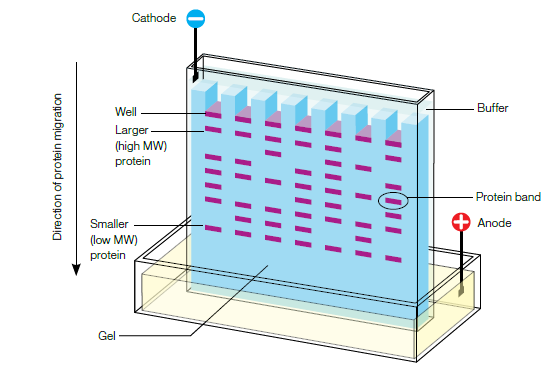 Cathode
Direction of protein migration
Well
Larger
(high MW)
protein
Smaller
(low MW)
protein
Gel
Buffer
Protein band
Anode